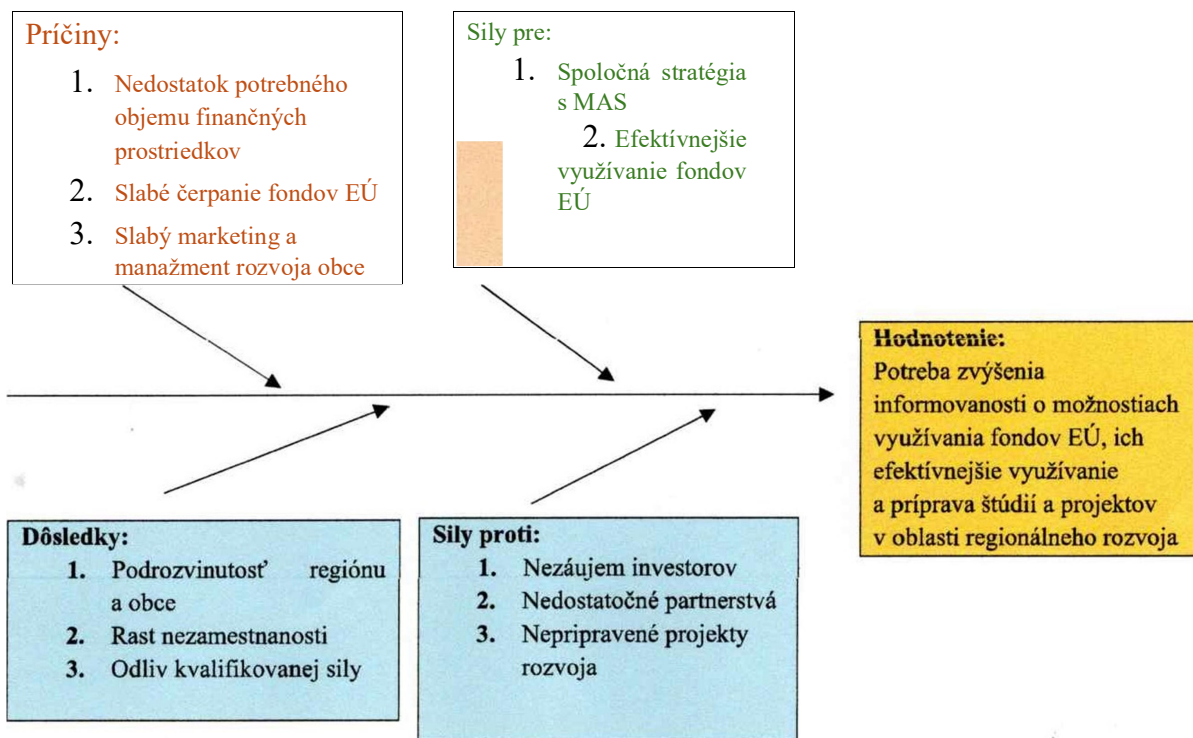 Príčiny:
1. Nedostatok potrebného
objemu finančných
prostriedkov
2. Slabé čerpanie fondov EÚ
3. Slabý marketing a
manažment rozvoja obce
Sily pre:
1. Spoločná stratégia
s MAS
2. Efektívnejšie
využívanie fondov
EÚ
Hodnotenie:
Potreba zvýšenia
informovanosti o možnostiach
využívania fondov EÚ, ich
efektívnejšie využívanie
a príprava štúdií a projektov
v oblasti regionálneho rozvoja
Dôsledky:
1. Podrozvinutosť regiónu
a obce
2. Rast nezamestnanosti
3. Odliv kvalifikovanej sily
Sily proti:
1. Nezáujem investorov
2. Nedostatočné partnerstvá
3. Nepripravené projekty
rozvoja